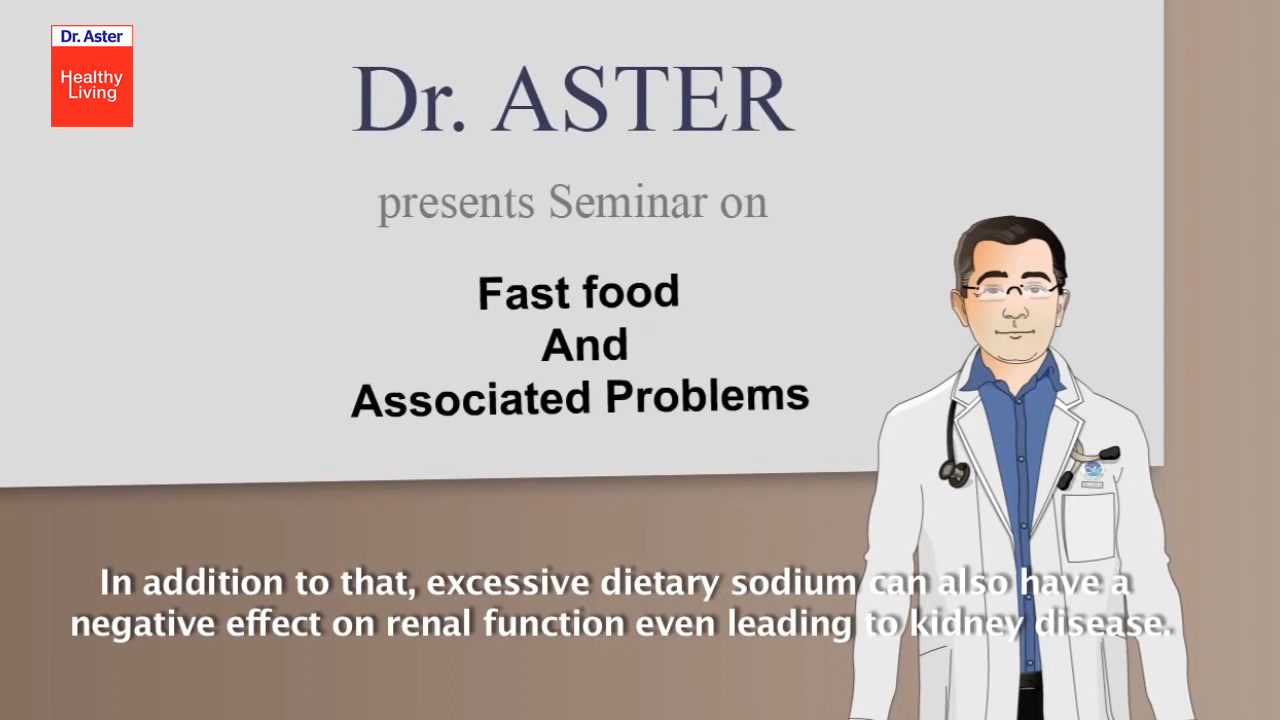 Dr. Aster
Healthy
Living
Dr. ASTER
presents Seminar on
Fast food
And
Associated Problems
In addition to that, excessive dietary sodium can also have a
negative effect on renal function even leading to kidney disease.